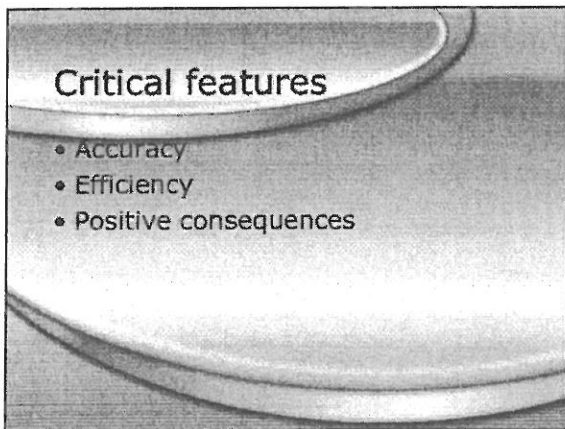 Critical features
• Accuracy
• Efficiency
• Positive consequences